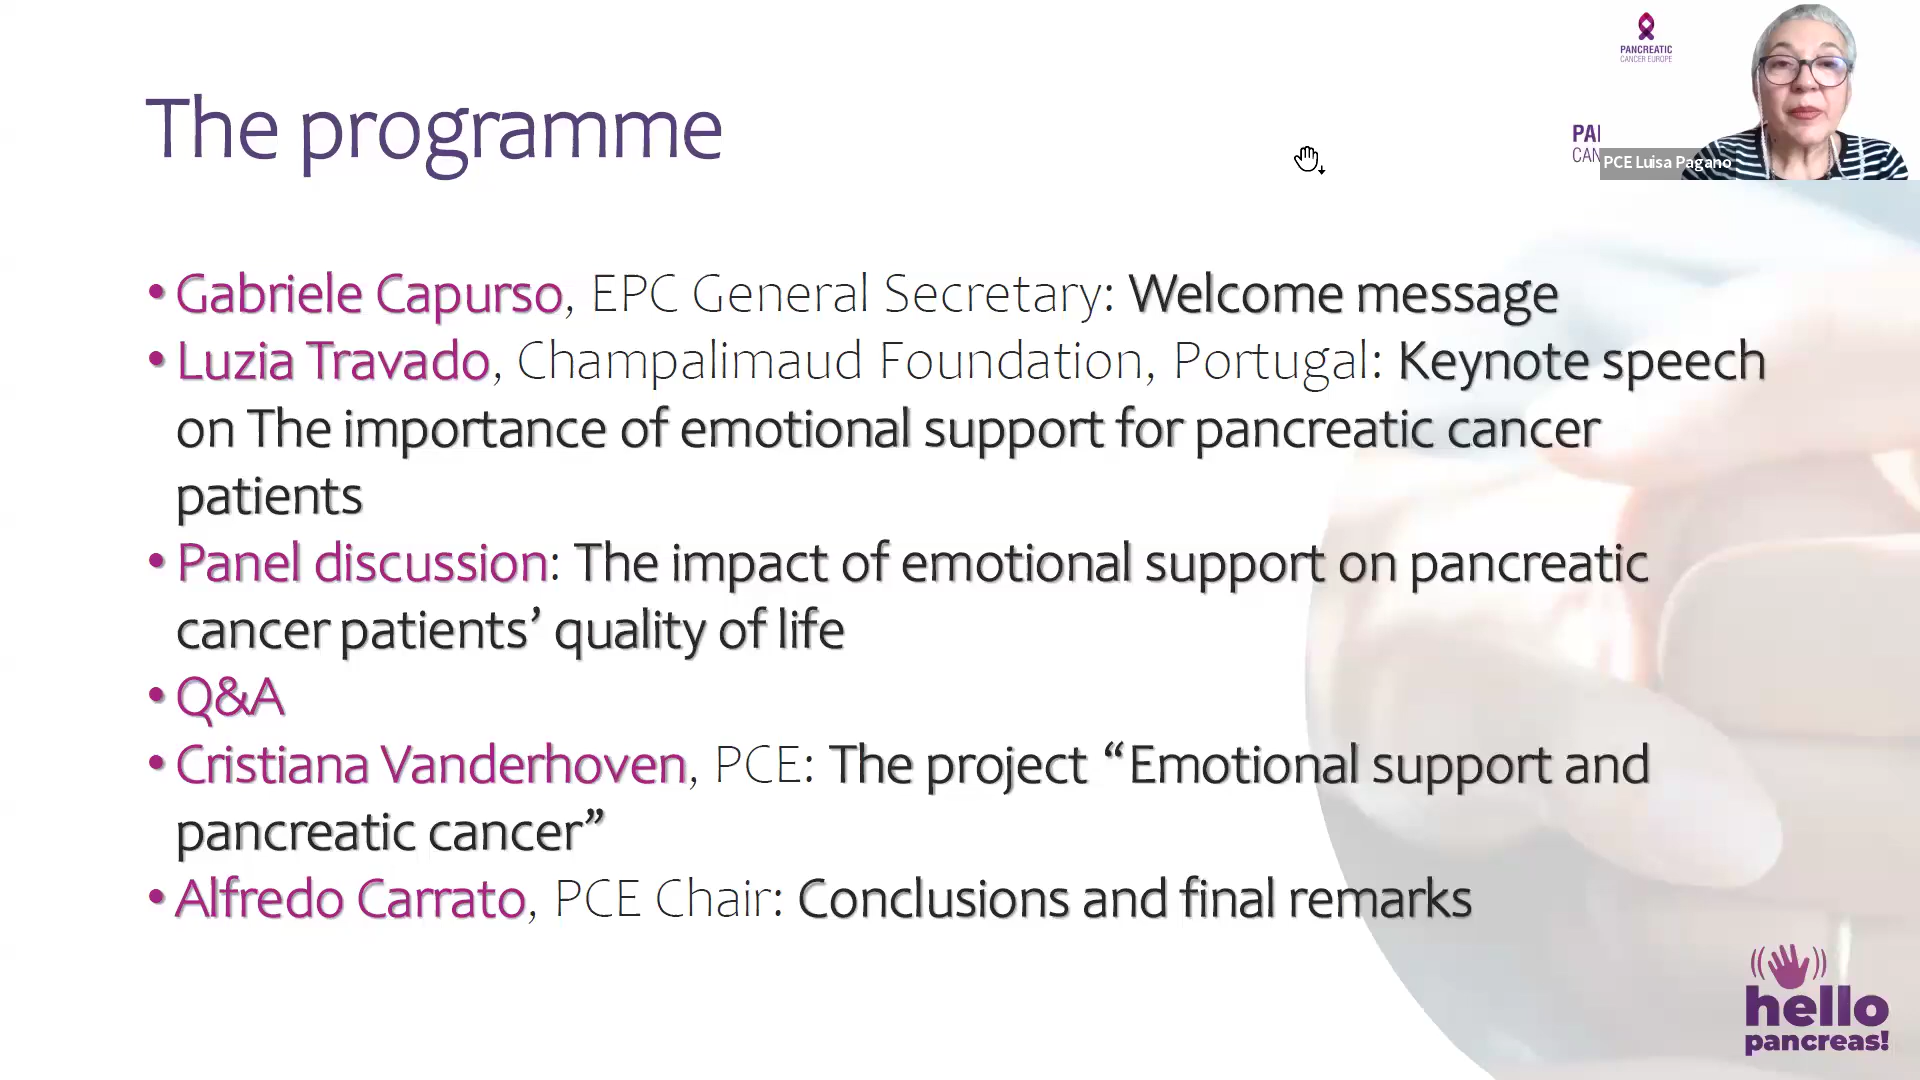 The programme
PANCREATIC
CANCER EUROPE
PCE Luisa Pagano
• Gabriele Capurso, EPC General Secretary: Welcome message
• Luzia Travado, Champalimaud Foundation, Portugal: Keynote speech
on The importance of emotional support for pancreatic cancer
patients
• Panel discussion: The impact of emotional support on pancreatic
cancer patients’ quality of life
• Q&A
• Cristiana Vanderhoven, PCE: The project “Emotional support and
pancreatic cancer”
• Alfredo Carrato, PCE Chair: Conclusions and final remarks
hello
pancreas!